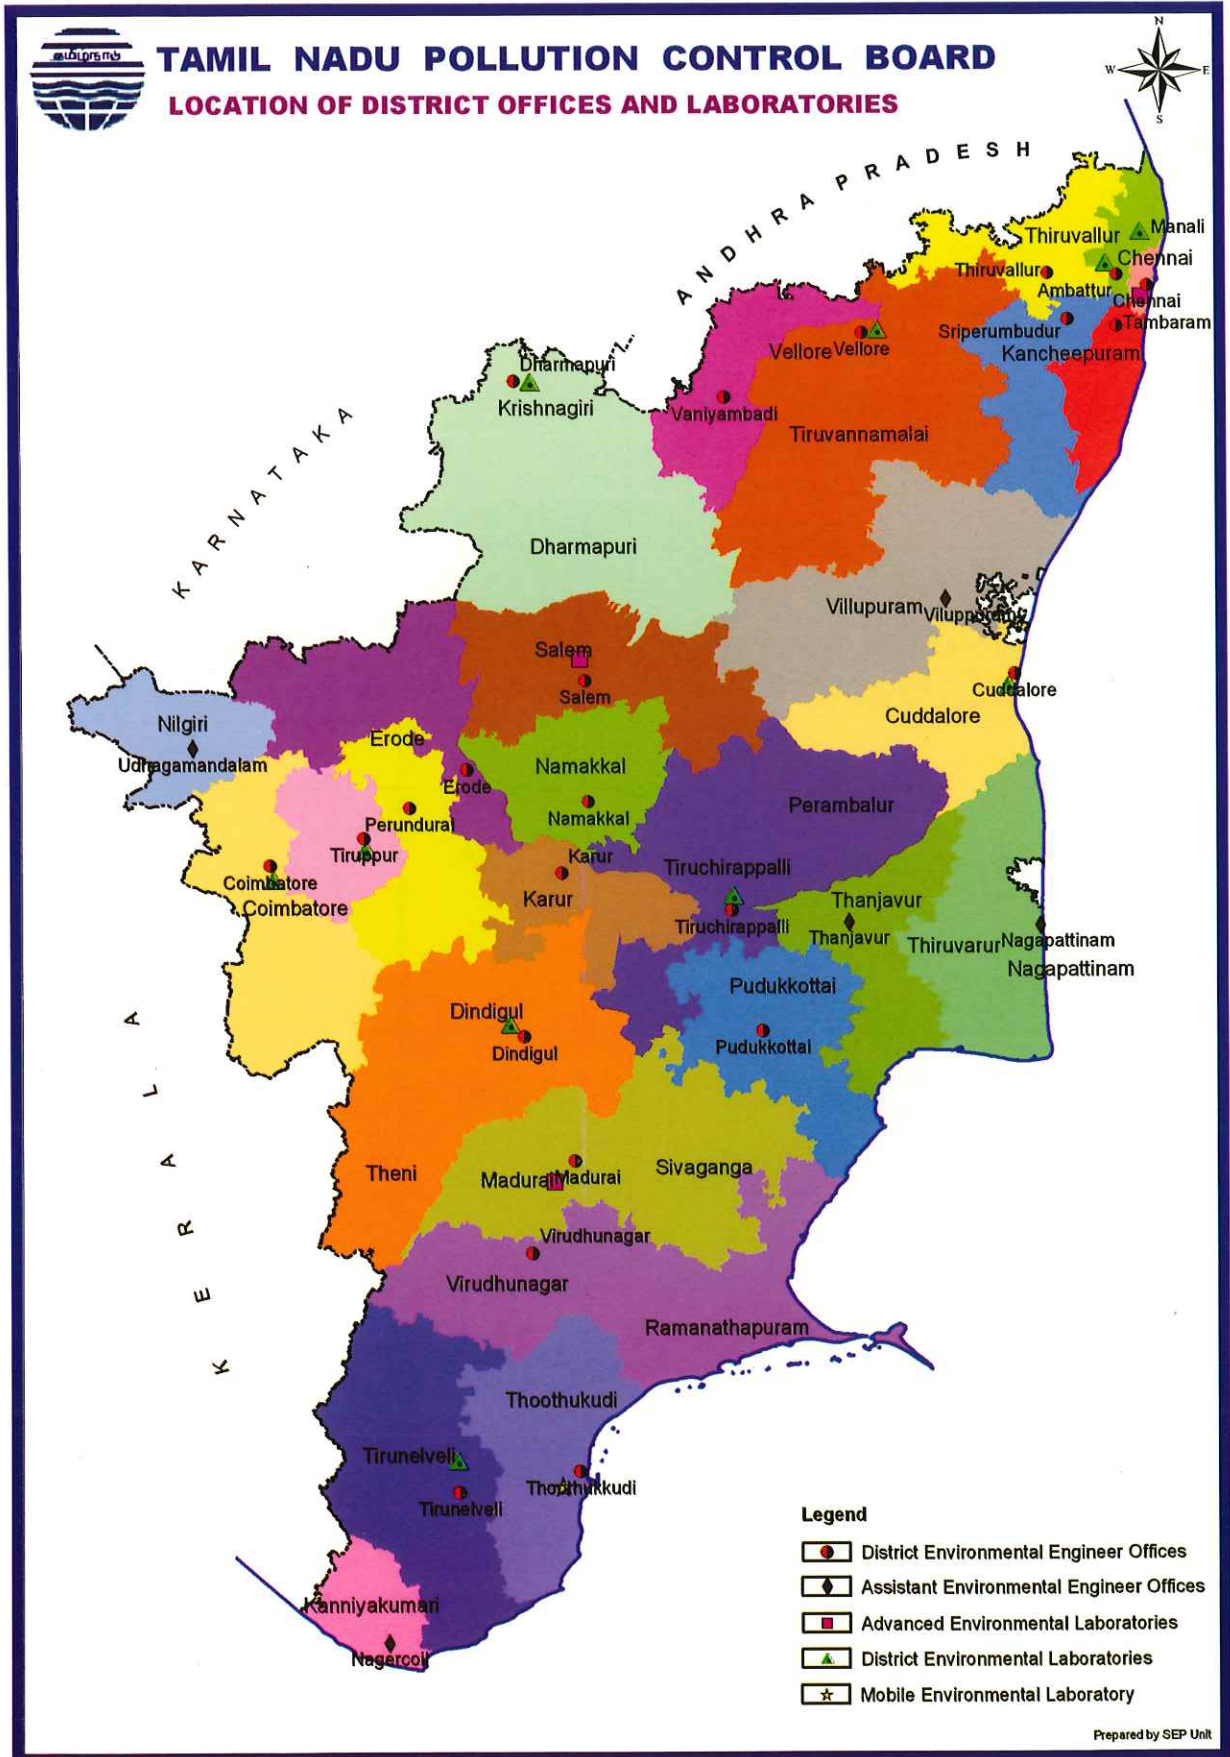 தமிழ்நாடு
TAMIL NADU POLLUTION CONTROL BOARD
LOCATION OF DISTRICT OFFICES AND LABORATORIES
N
W E
S
ANDHRA PRADESH
KARNATAKA
KERALA
Manali
Thiruvallur
Chennai
Thiruvallur
Ambattur
Chennai
Tambaram
Sriperumbudur
Kancheepuram
Vellore
Vellore
Dharmapuri
Krishnagiri
Vaniyambadi
Tiruvannamalai
Dharmapuri
Villupuram
Viluppuram
Salem
Salem
Cuddalore
Cuddalore
Nilgiri
Udhagamandalam
Erode
Erode
Namakkal
Namakkal
Perambalur
Perundurai
Tiruppur
Karur
Karur
Coimbatore
Coimbatore
Tiruchirappalli
Tiruchirappalli
Thanjavur
Thanjavur
Thiruvarur
Nagapattinam
Nagapattinam
Pudukkottai
Pudukkottai
Dindigul
Dindigul
Theni
Madurai
Madurai
Sivaganga
Virudhunagar
Virudhunagar
Ramanathapuram
Thoothukudi
Tirunelveli
Thoothukkudi
Tirunelveli
Kanniyakumari
Nagercoil
Legend
District Environmental Engineer Offices
Assistant Environmental Engineer Offices
Advanced Environmental Laboratories
District Environmental Laboratories
Mobile Environmental Laboratory
Prepared by SEP Unit